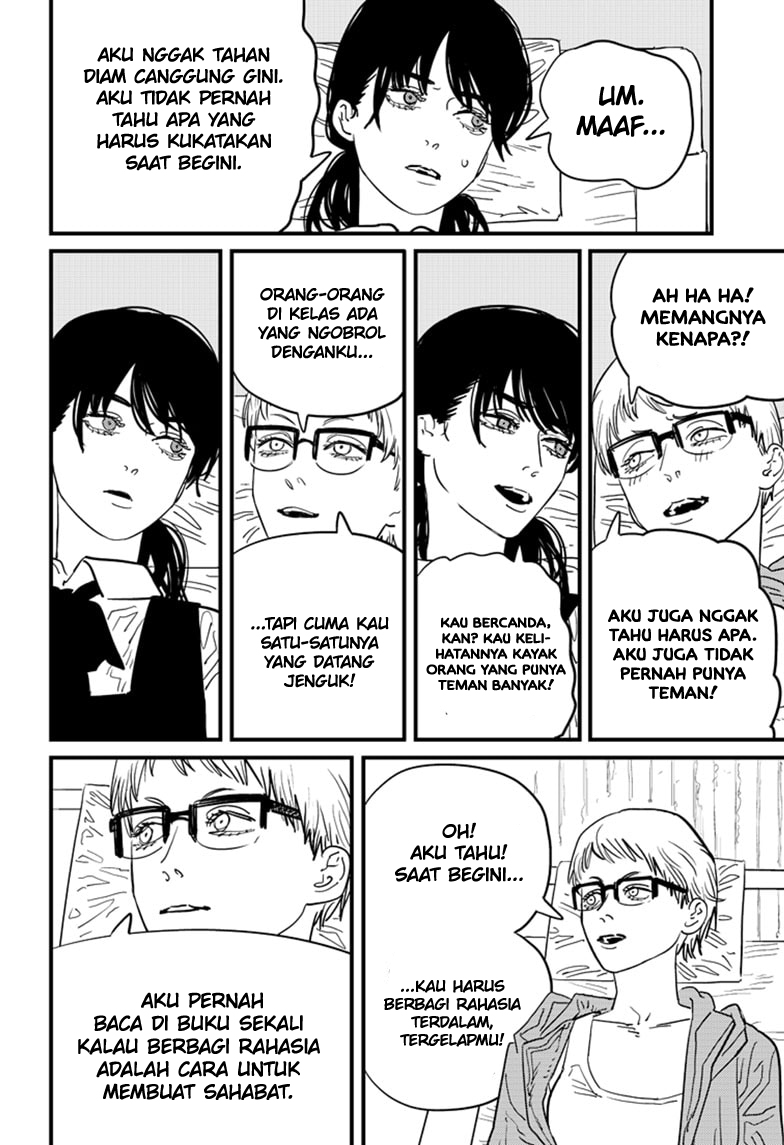 UM.
MAAF...
AKU NGGAK TAHAN
DIAM CANGGUNG GINI.
AKU TIDAK PERNAH
TAHU APA YANG
HARUS KUKATAKAN
SAAT BEGINI.
AH HA HA!
MEMANGNYA
KENAPA?!
AKU JUGA NGGAK
TAHU HARUS APA.
AKU JUGA TIDAK
PERNAH PUNYA
TEMAN!
KAU BERCANDA,
KAN? KAU KELI-
HATANNYA KAYAK
ORANG YANG PUNYA
TEMAN BANYAK!
ORANG-ORANG
DI KELAS ADA
YANG NGOBROL
DENGANKU...
...TAPI CUMA KAU
SATU-SATUNYA
YANG DATANG
JENGUK!
OH!
AKU TAHU!
SAAT BEGINI...
...KAU HARUS
BERBAGI RAHASIA
TERDALAM,
TERGELAPMU!
AKU PERNAH
BACA DI BUKU SEKALI
KALAU BERBAGI RAHASIA
ADALAH CARA UNTUK
MEMBUAT SAHABAT.